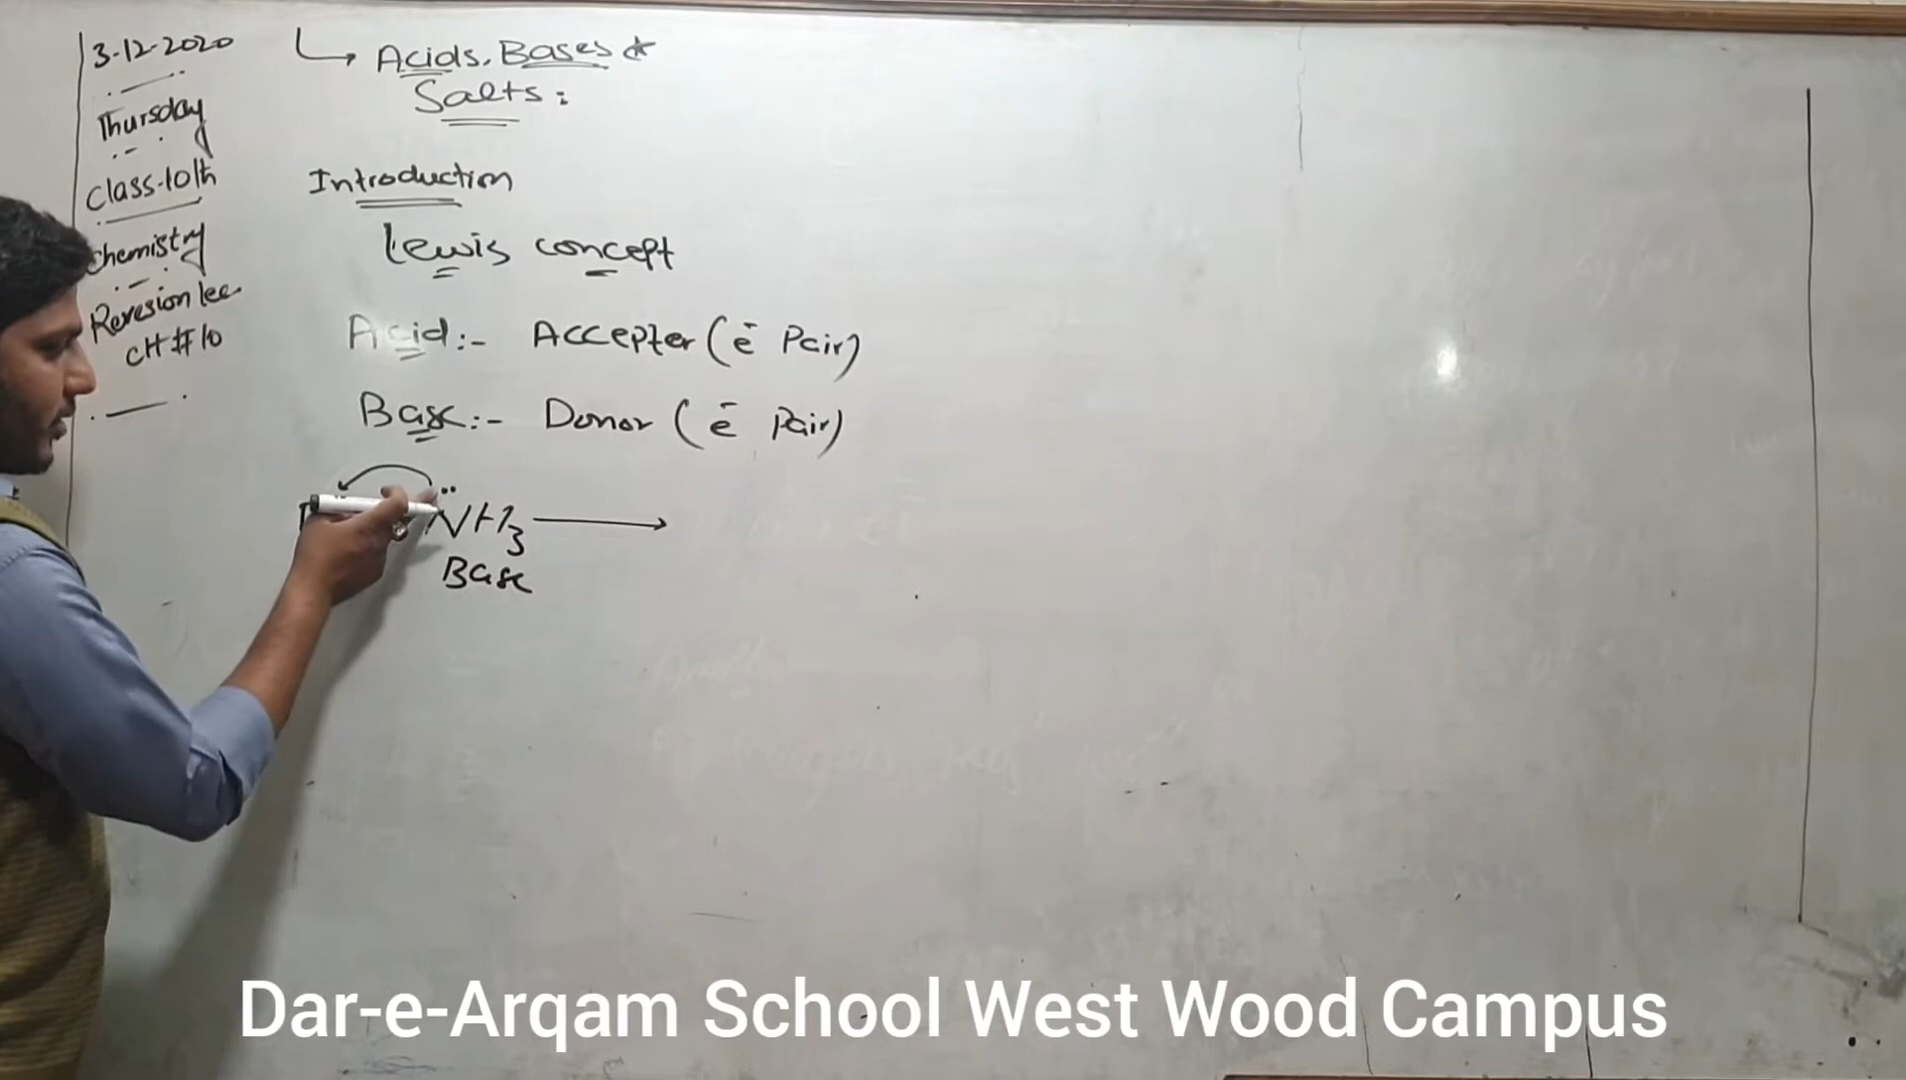 3-12-2020
Thursday
Class-10th
Chemistry
Revesion lec
CH # 10
Acids, Bases &
Salts:
Introduction
Lewis concept
Acid:- Accepter (ē Pair)
Base:- Donor (ē Pair)
NH3
Base
Dar-e-Arqam School West Wood Campus